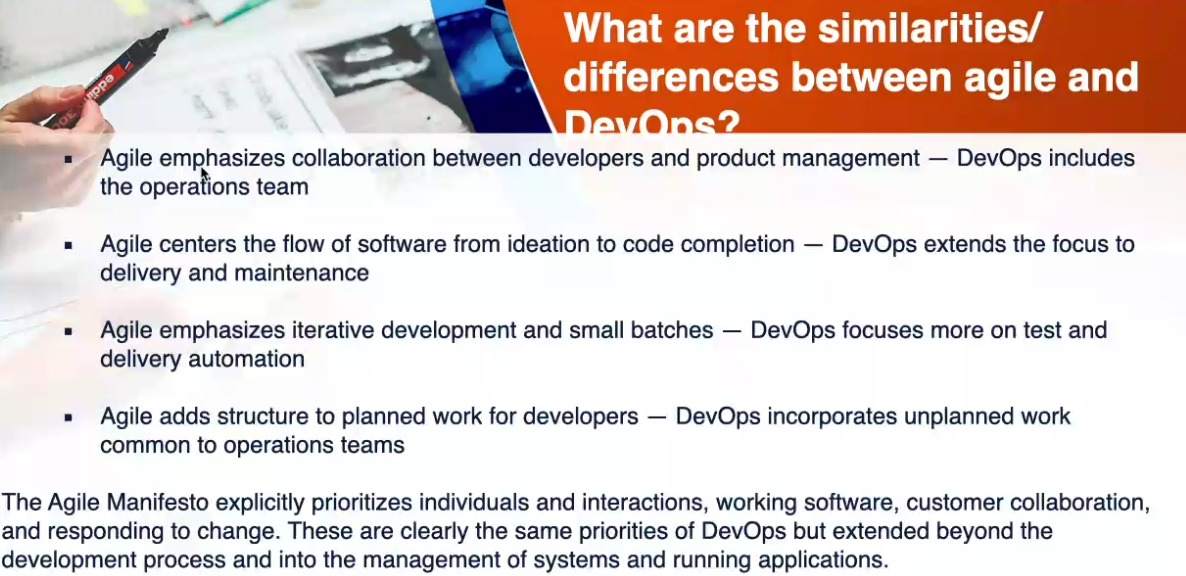 What are the similarities/
differences between agile and
DevOps?
▪ Agile emphasizes collaboration between developers and product management — DevOps includes
the operations team
▪ Agile centers the flow of software from ideation to code completion — DevOps extends the focus to
delivery and maintenance
▪ Agile emphasizes iterative development and small batches — DevOps focuses more on test and
delivery automation
▪ Agile adds structure to planned work for developers — DevOps incorporates unplanned work
common to operations teams
The Agile Manifesto explicitly prioritizes individuals and interactions, working software, customer collaboration,
and responding to change. These are clearly the same priorities of DevOps but extended beyond the
development process and into the management of systems and running applications.